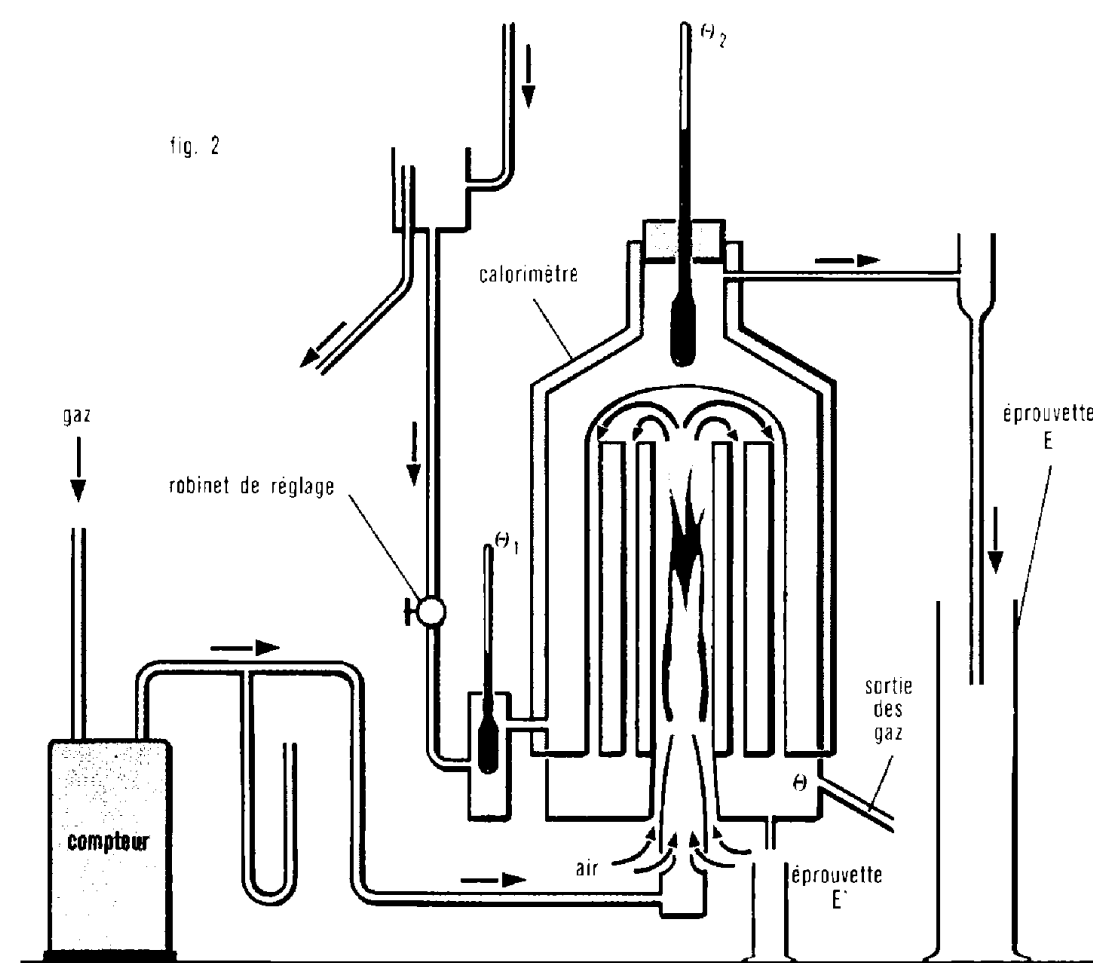 Θ₂
fig. 2
calorimètre
gaz
éprouvette
E
robinet de réglage
Θ₁
sortie
des
gaz
Θ
compteur
air
éprouvette
E'